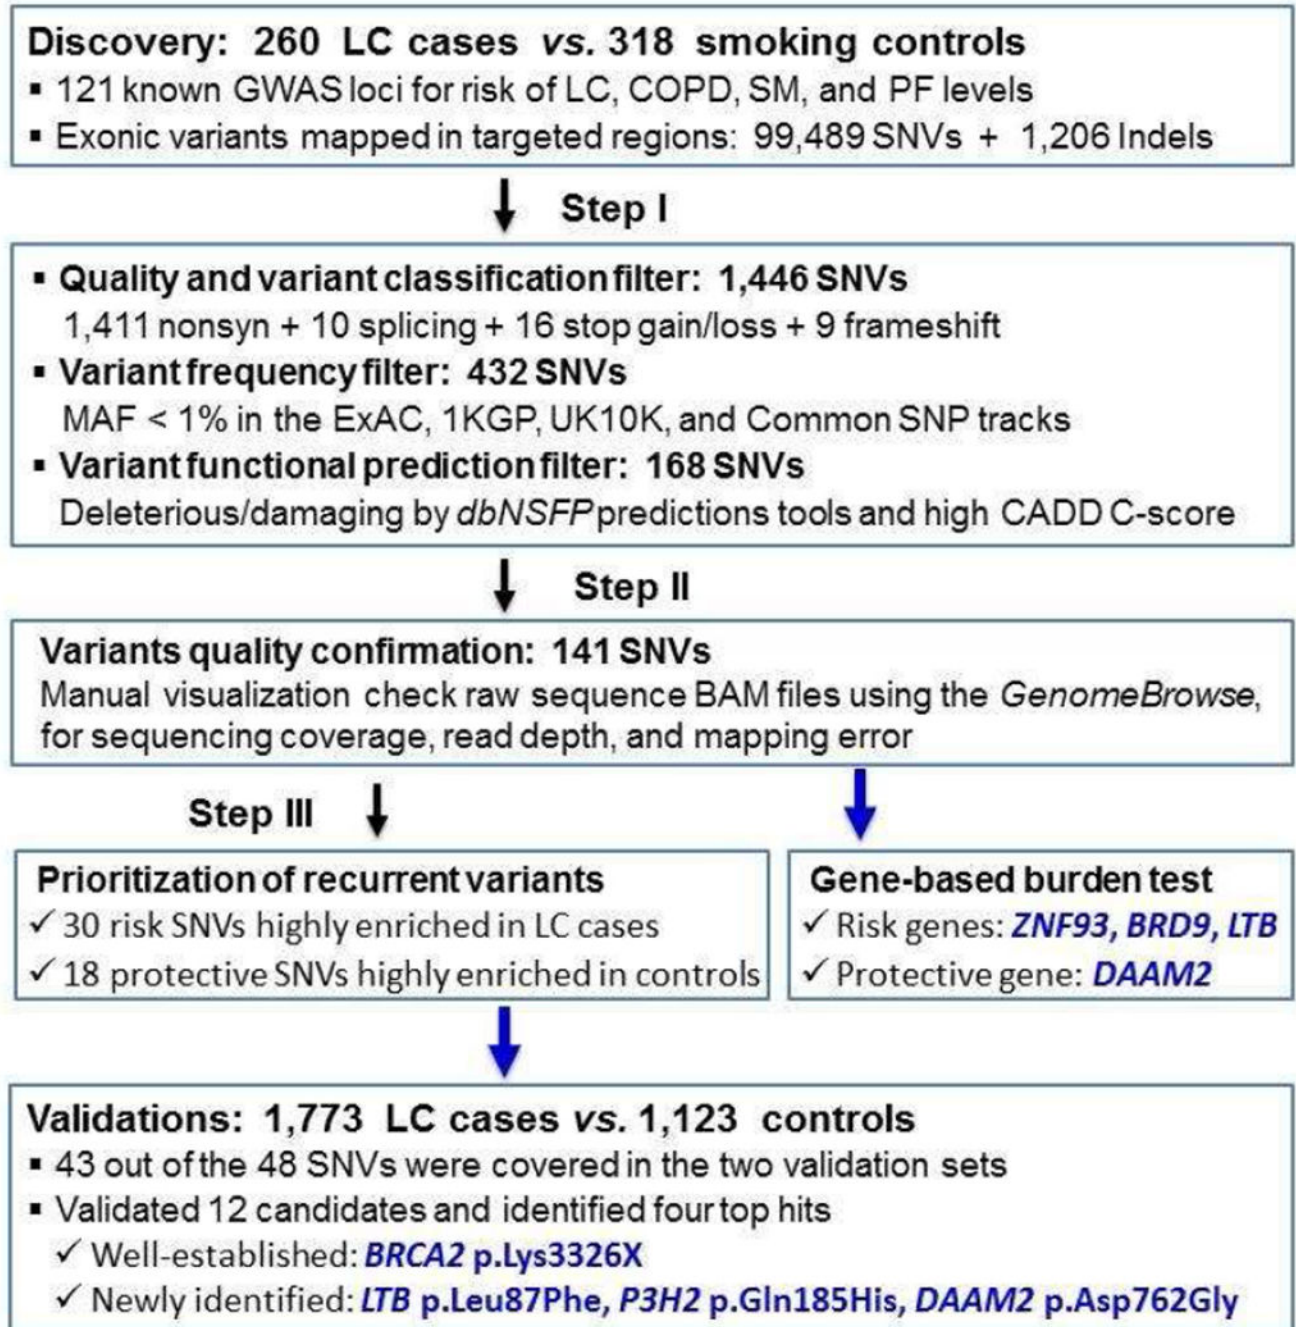 Discovery: 260 LC cases vs. 318 smoking controls
▪ 121 known GWAS loci for risk of LC, COPD, SM, and PF levels
▪ Exonic variants mapped in targeted regions: 99,489 SNVs + 1,206 Indels
Step I
▪ Quality and variant classification filter: 1,446 SNVs
1,411 nonsyn + 10 splicing + 16 stop gain/loss + 9 frameshift
▪ Variant frequency filter: 432 SNVs
MAF < 1% in the ExAC, 1KGP, UK10K, and Common SNP tracks
▪ Variant functional prediction filter: 168 SNVs
Deleterious/damaging by dbNSFP predictions tools and high CADD C-score
Step II
Variants quality confirmation: 141 SNVs
Manual visualization check raw sequence BAM files using the GenomeBrowse,
for sequencing coverage, read depth, and mapping error
Step III
Prioritization of recurrent variants
✓ 30 risk SNVs highly enriched in LC cases
✓ 18 protective SNVs highly enriched in controls
Gene-based burden test
✓ Risk genes: ZNF93, BRD9, LTB
✓ Protective gene: DAAM2
Validations: 1,773 LC cases vs. 1,123 controls
▪ 43 out of the 48 SNVs were covered in the two validation sets
▪ Validated 12 candidates and identified four top hits
✓ Well-established: BRCA2 p.Lys3326X
✓ Newly identified: LTB p.Leu87Phe, P3H2 p.Gln185His, DAAM2 p.Asp762Gly